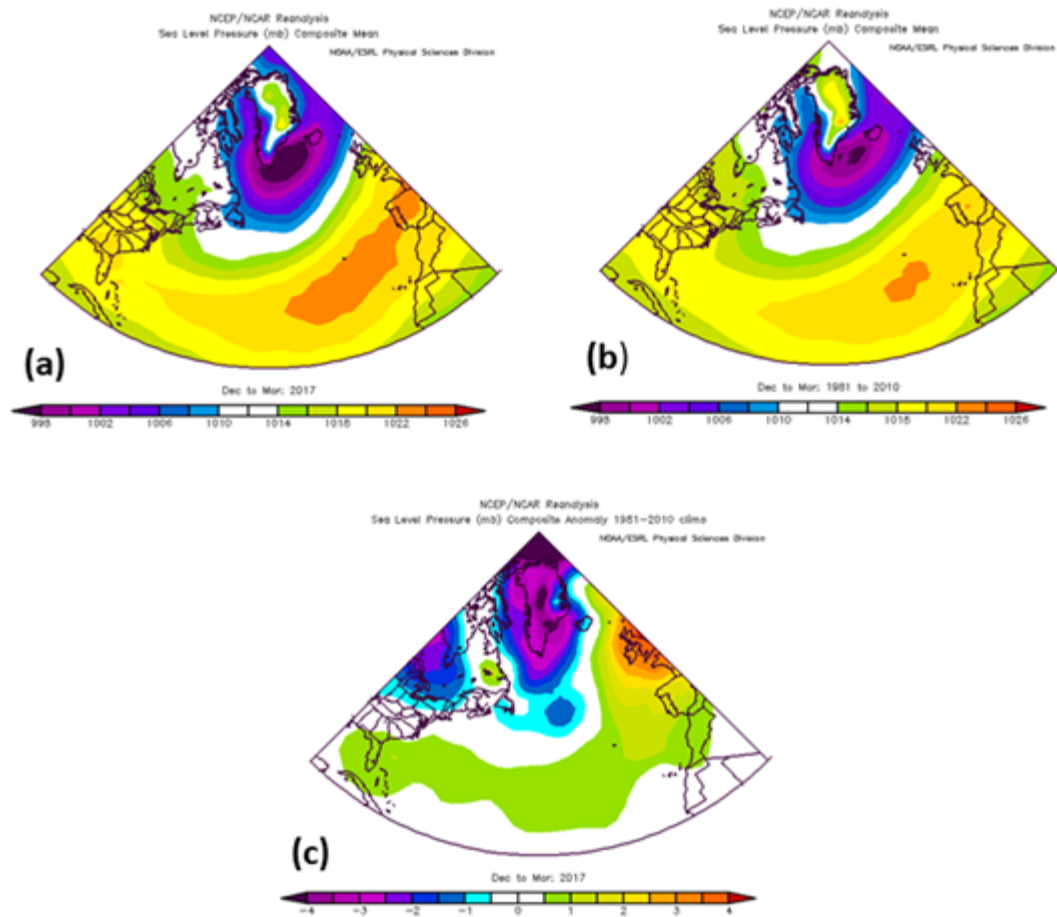 NCEP/NCAR Reanalysis
Sea Level Pressure (mb) Composite Mean
NOAA/ESRL Physical Sciences Division
(a)
Dec to Mar: 2017
998 1002 1006 1010 1014 1018 1022 1026
NCEP/NCAR Reanalysis
Sea Level Pressure (mb) Composite Mean
NOAA/ESRL Physical Sciences Division
(b)
Dec to Mar: 1981 to 2010
998 1002 1006 1010 1014 1018 1022 1026
NCEP/NCAR Reanalysis
Sea Level Pressure (mb) Composite Anomaly 1981-2010 climo
NOAA/ESRL Physical Sciences Division
(c)
Dec to Mar: 2017
-4 -3 -2 -1 0 1 2 3 4